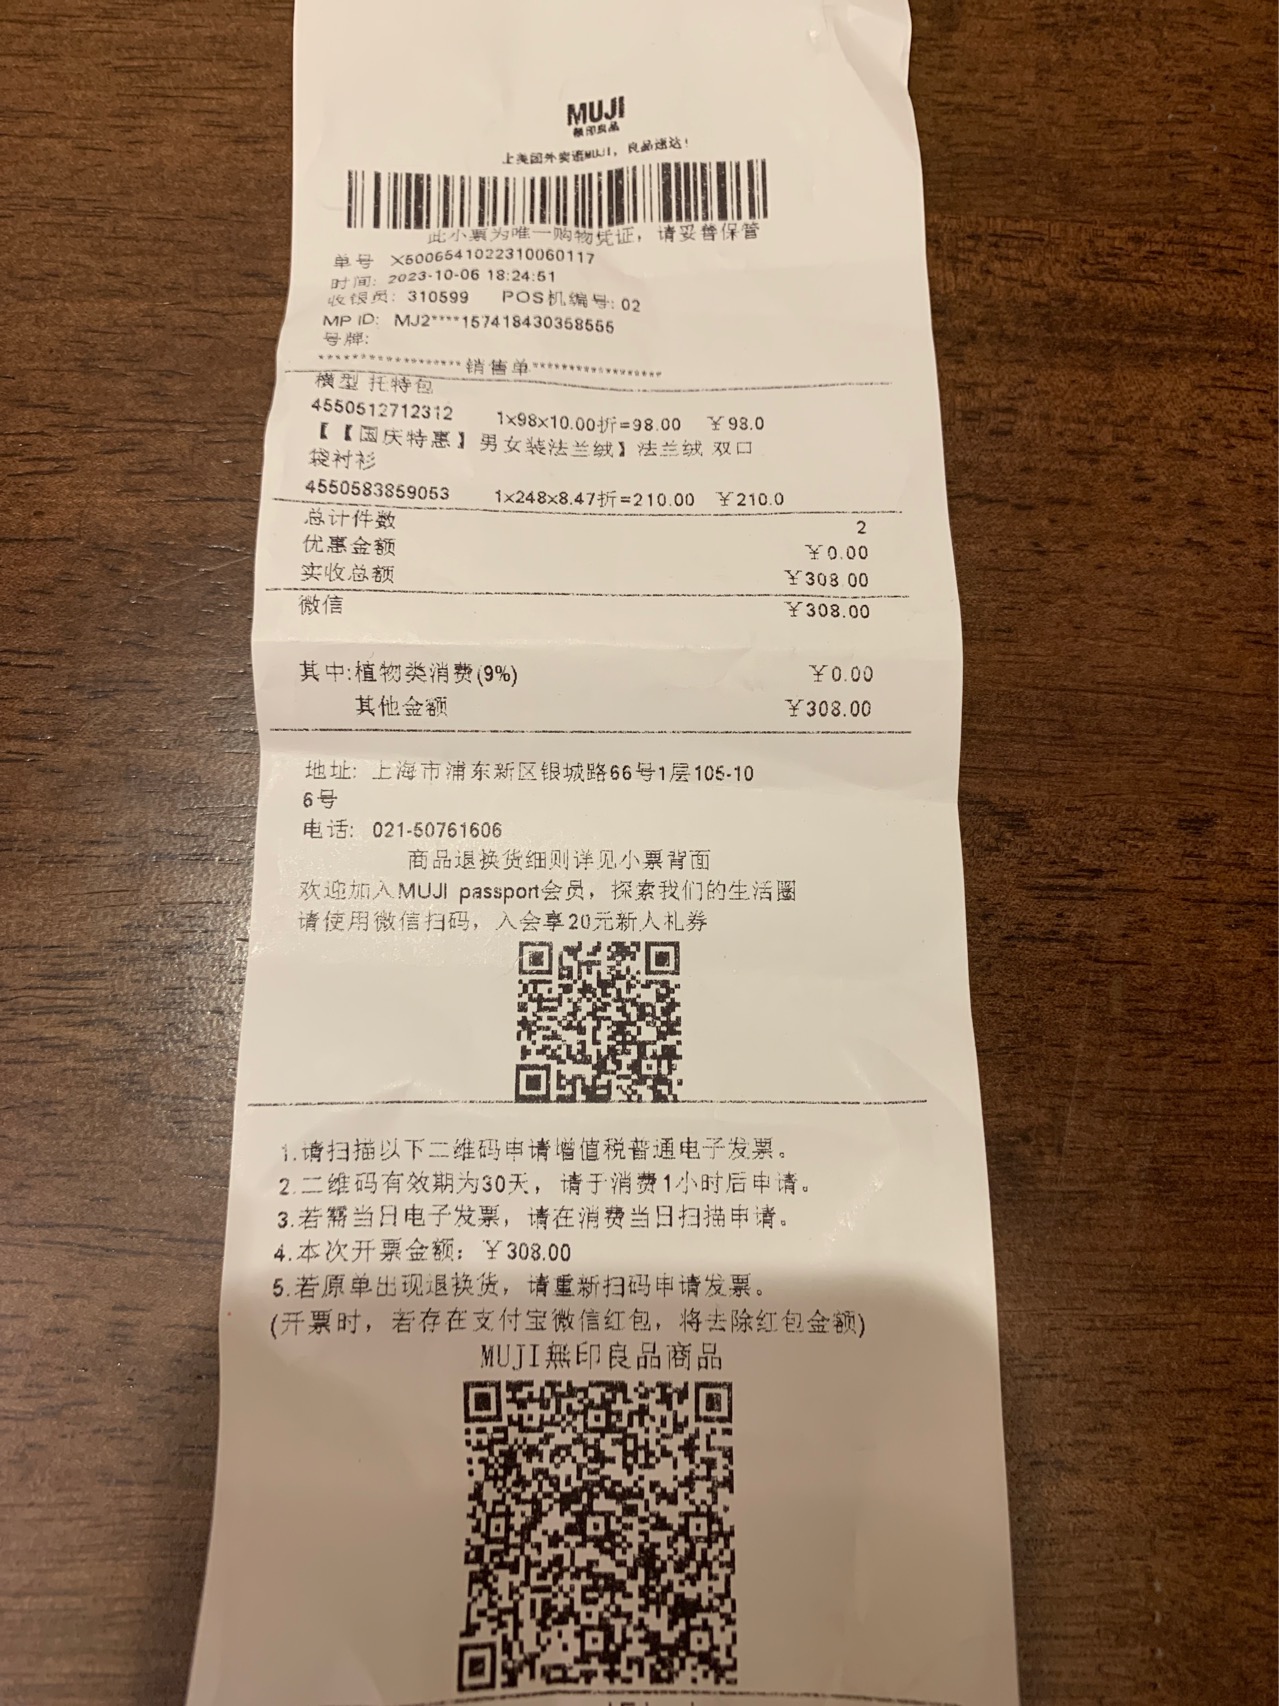 MUJI
無印良品
上美团外卖逛MUJI，良品速达！
此小票为唯一购物凭证，请妥善保管
单号 X5006541022310060117
时间: 2023-10-06 18:24:51
收银员: 310599 POS机编号: 02
MP ID: MJ2****157418430358555
号牌:
******************销售单******************
横型 托特包
4550512712312 1×98×10.00折=98.00 ￥98.0
【【国庆特惠】男女装法兰绒】法兰绒 双口
袋衬衫
4550583859053 1×248×8.47折=210.00 ￥210.0
总计件数 2
优惠金额 ￥0.00
实收总额 ￥308.00
微信 ￥308.00
其中:植物类消费(9%) ￥0.00
其他金额 ￥308.00
地址: 上海市浦东新区银城路66号1层105-10
6号
电话: 021-50761606
商品退换货细则详见小票背面
欢迎加入MUJI passport会员，探索我们的生活圈
请使用微信扫码，入会享20元新人礼券
1.请扫描以下二维码申请增值税普通电子发票。
2.二维码有效期为30天，请于消费1小时后申请。
3.若需当日电子发票，请在消费当日扫描申请。
4.本次开票金额: ￥308.00
5.若原单出现退换货，请重新扫码申请发票。
(开票时，若存在支付宝微信红包，将去除红包金额)
MUJI無印良品商品